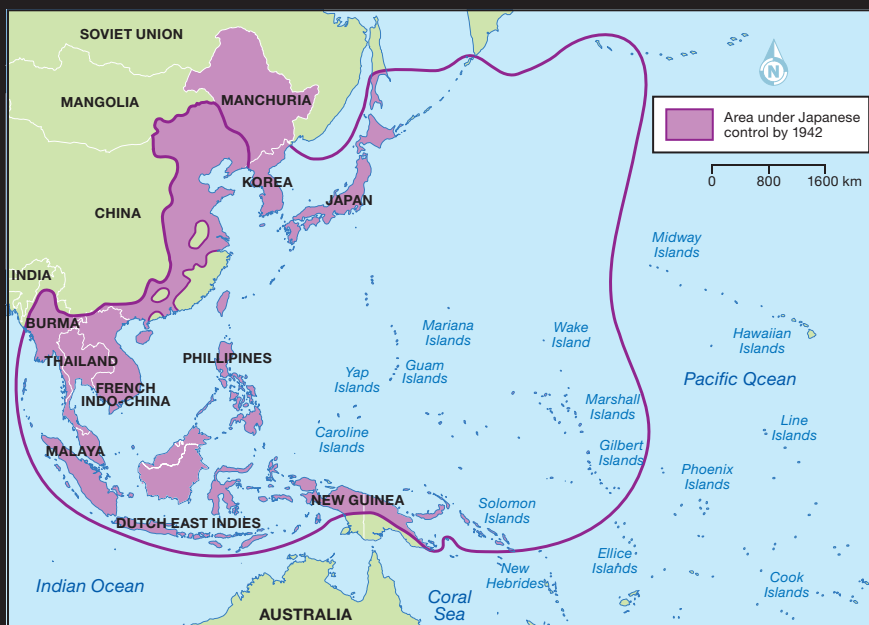 SOVIET UNION
MANGOLIA
MANCHURIA
N
Area under Japanese
control by 1942
0 800 1600 km
KOREA
JAPAN
CHINA
Midway
Islands
INDIA
BURMA
Mariana
Islands
Wake
Island
Hawaiian
Islands
THAILAND
PHILLIPINES
Guam
Islands
Yap
Islands
Pacific Qcean
FRENCH
INDO-CHINA
Marshall
Islands
Caroline
Islands
Line
Islands
MALAYA
Gilbert
Islands
Phoenix
Islands
NEW GUINEA
Solomon
Islands
DUTCH EAST INDIES
Ellice
Islands
New
Hebrides
Indian Ocean
Coral
Sea
Cook
Islands
AUSTRALIA